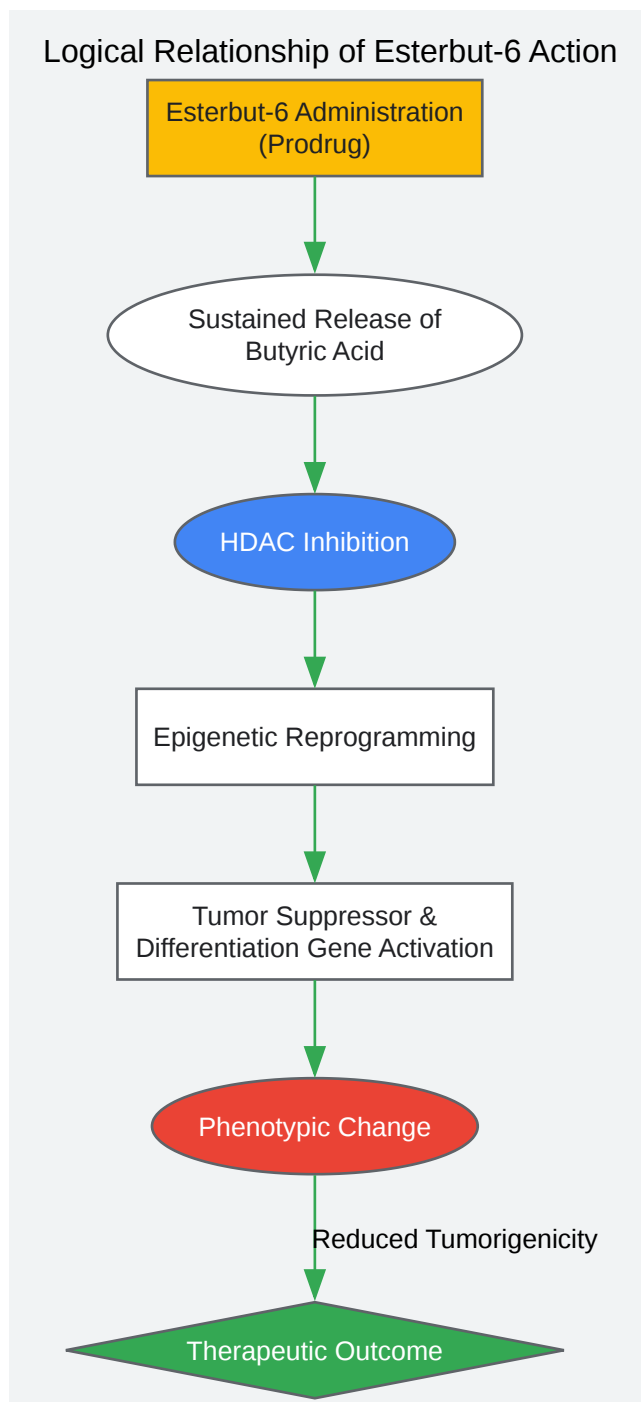 Logical Relationship of Esterbut-6 Action
Esterbut-6 Administration
(Prodrug)
Sustained Release of
Butyric Acid
HDAC Inhibition
Epigenetic Reprogramming
Tumor Suppressor &
Differentiation Gene Activation
Phenotypic Change
Reduced Tumorigenicity
Therapeutic Outcome